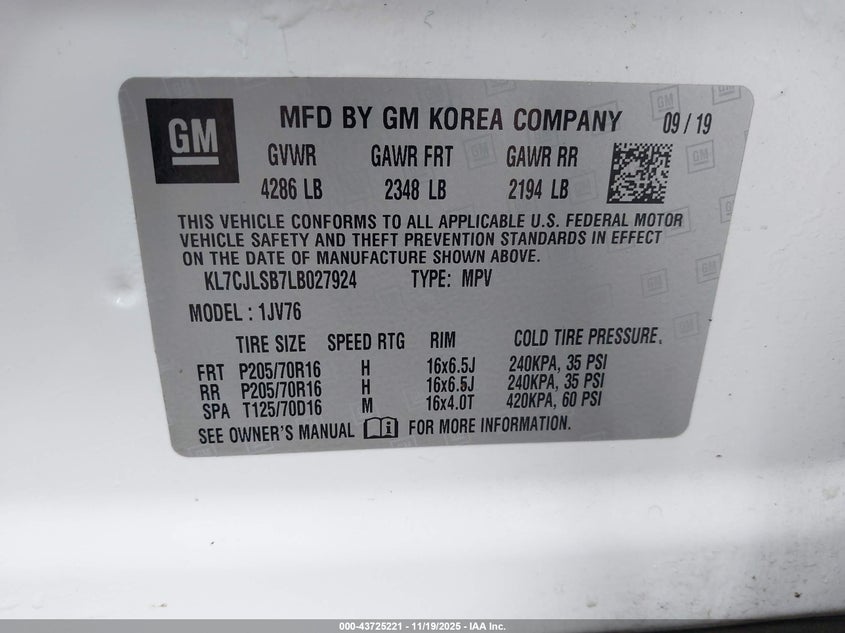 GM
MFD BY GM KOREA COMPANY 09 / 19
GVWR GAWR FRT GAWR RR
4286 LB 2348 LB 2194 LB
THIS VEHICLE CONFORMS TO ALL APPLICABLE U.S. FEDERAL MOTOR
VEHICLE SAFETY AND THEFT PREVENTION STANDARDS IN EFFECT
ON THE DATE OF MANUFACTURE SHOWN ABOVE.
KL7CJLSB7LB027924 TYPE: MPV
MODEL : 1JV76
TIRE SIZE SPEED RTG RIM COLD TIRE PRESSURE.
FRT P205/70R16 H 16x6.5J 240KPA, 35 PSI
RR P205/70R16 H 16x6.5J 240KPA, 35 PSI
SPA T125/70D16 M 16x4.0T 420KPA, 60 PSI
SEE OWNER'S MANUAL FOR MORE INFORMATION.
000-43725221 - 11/19/2025 - IAA Inc.